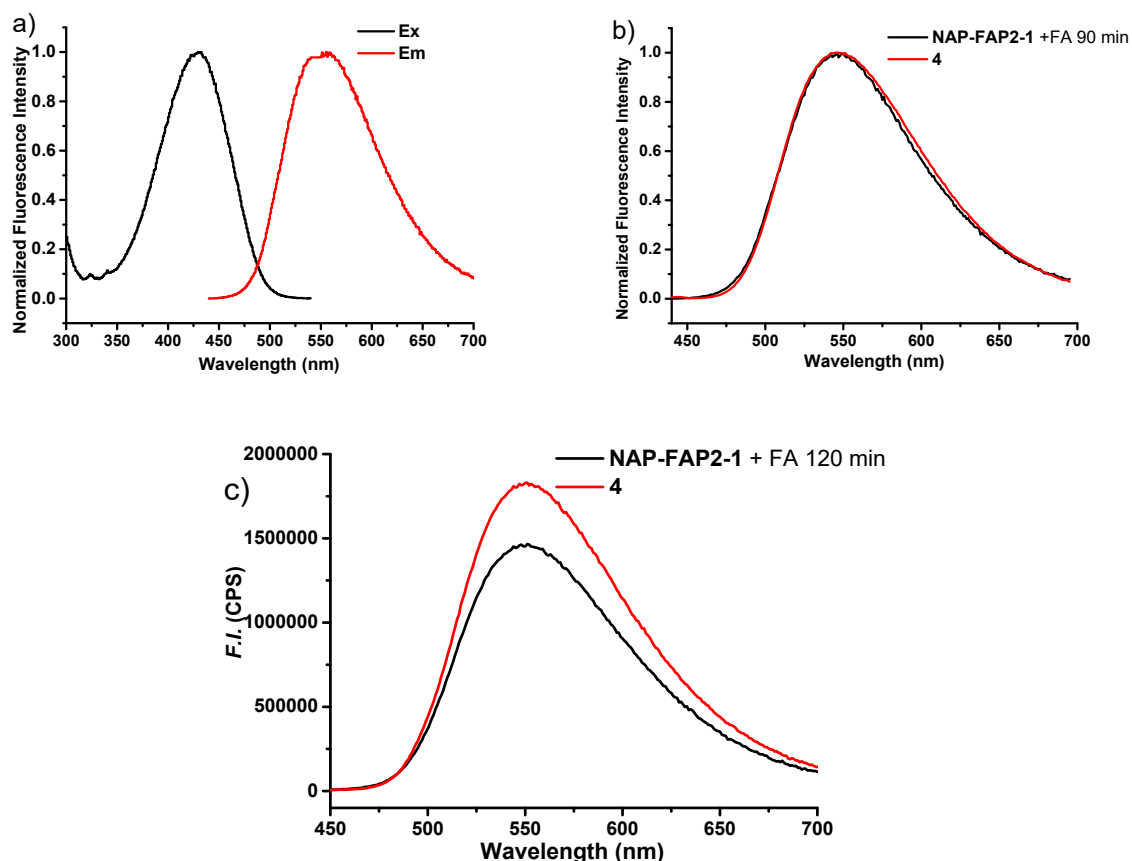 a)
Ex
Em
Normalized Fluorescence Intensity
1.0
0.8
0.6
0.4
0.2
0.0
300 350 400 450 500 550 600 650 700
Wavelength (nm)
b)
NAP-FAP2-1 +FA 90 min
4
Normalized Fluorescence Intensity
1.0
0.8
0.6
0.4
0.2
0.0
450 500 550 600 650 700
Wavelength (nm)
c)
NAP-FAP2-1 + FA 120 min
4
F.I. (CPS)
2000000
1500000
1000000
500000
0
450 500 550 600 650 700
Wavelength (nm)